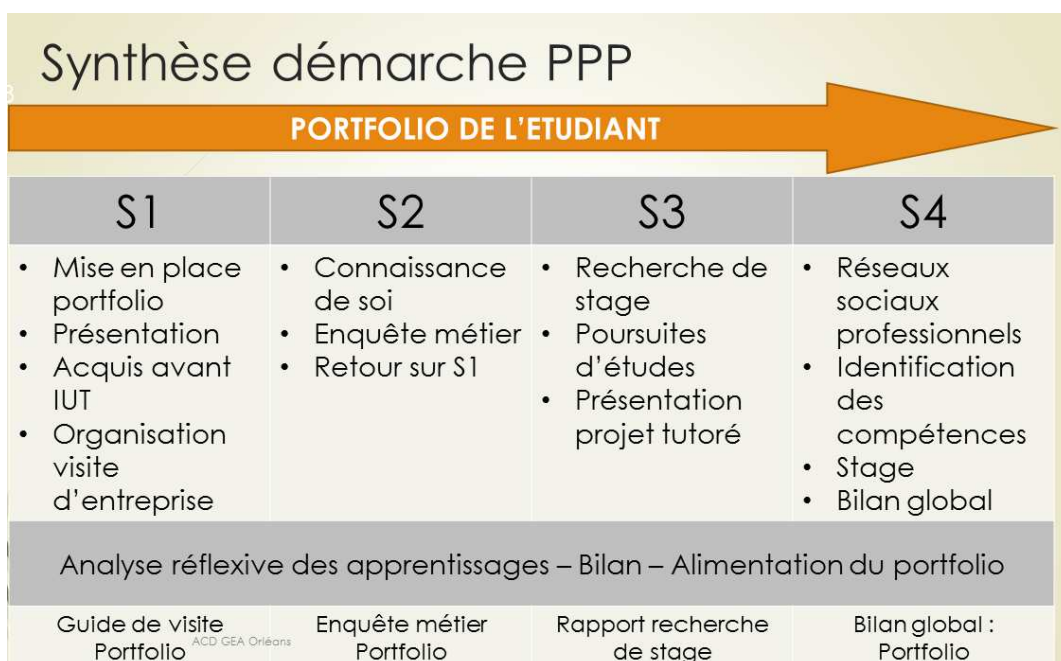 Synthèse démarche PPP
3
PORTFOLIO DE L'ETUDIANT
S1
S2
S3
S4
• Mise en place
portfolio
• Présentation
• Acquis avant
IUT
• Organisation
visite
d'entreprise
• Connaissance
de soi
• Enquête métier
• Retour sur S1
• Recherche de
stage
• Poursuites
d'études
• Présentation
projet tutoré
• Réseaux
sociaux
professionnels
• Identification
des
compétences
• Stage
• Bilan global
Analyse réflexive des apprentissages – Bilan – Alimentation du portfolio
Guide de visite
Portfolio
ACD GEA Orléans
Enquête métier
Portfolio
Rapport recherche
de stage
Bilan global :
Portfolio